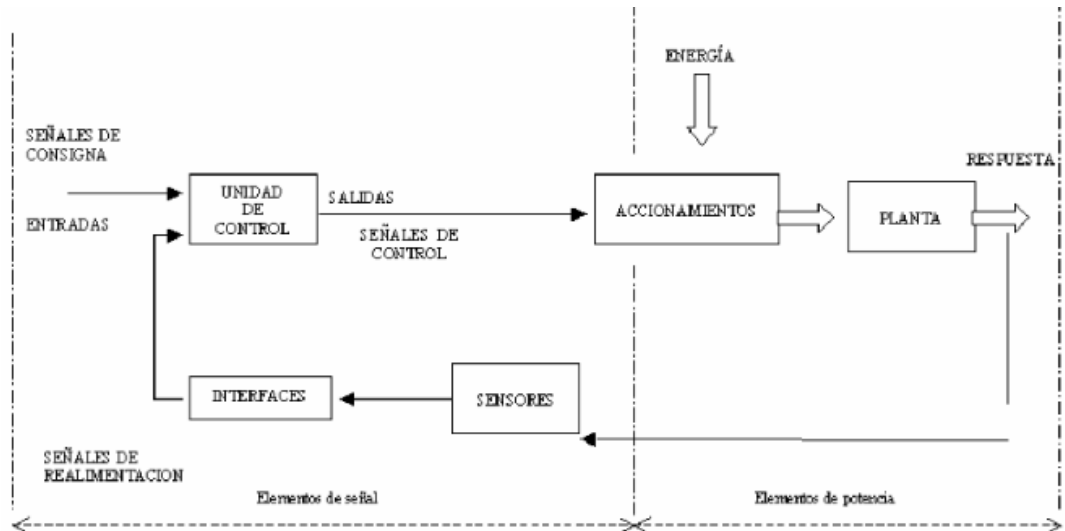 ENERGÍA
SEÑALES DE
CONSIGNA
RESPUESTA
ENTRADAS
UNIDAD
DE
CONTROL
SALIDAS
SEÑALES DE
CONTROL
ACCIONAMIENTOS
PLANTA
INTERFACES
SENSORES
SEÑALES DE
REALIMENTACION
Elementos de señal
Elementos de potencia